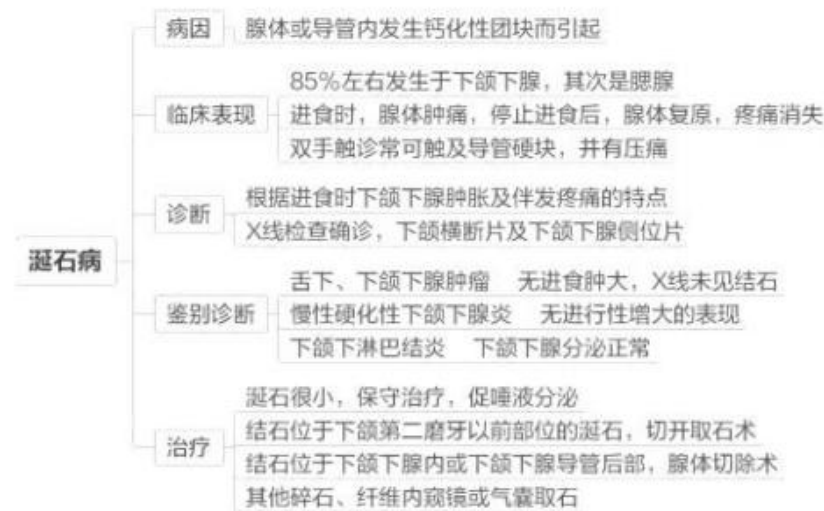 涎石病
病因
腺体或导管内发生钙化性团块而引起
临床表现
85%左右发生于下颌下腺，其次是腮腺
进食时，腺体肿痛，停止进食后，腺体复原，疼痛消失
双手触诊常可触及导管硬块，并有压痛
诊断
根据进食时下颌下腺肿胀及伴发疼痛的特点
X线检查确诊，下颌横断片及下颌下腺侧位片
鉴别诊断
舌下、下颌下腺肿瘤 无进食肿大，X线未见结石
慢性硬化性下颌下腺炎 无进行性增大的表现
下颌下淋巴结炎 下颌下腺分泌正常
治疗
涎石很小，保守治疗，促唾液分泌
结石位于下颌第二磨牙以前部位的涎石，切开取石术
结石位于下颌下腺内或下颌下腺导管后部，腺体切除术
其他碎石、纤维内窥镜或气囊取石